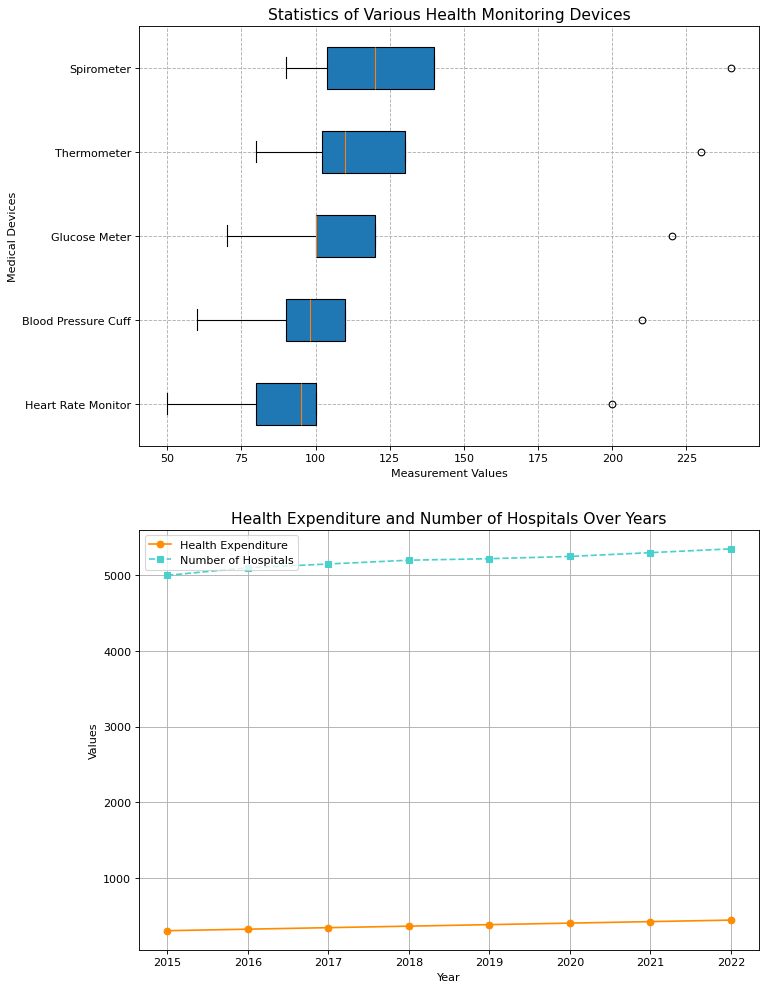 Statistics of Various Health Monitoring Devices
Medical Devices
Spirometer
Thermometer
Glucose Meter
Blood Pressure Cuff
Heart Rate Monitor
50 75 100 125 150 175 200 225
Measurement Values
Health Expenditure and Number of Hospitals Over Years
Health Expenditure
Number of Hospitals
Values
5000
4000
3000
2000
1000
2015 2016 2017 2018 2019 2020 2021 2022
Year